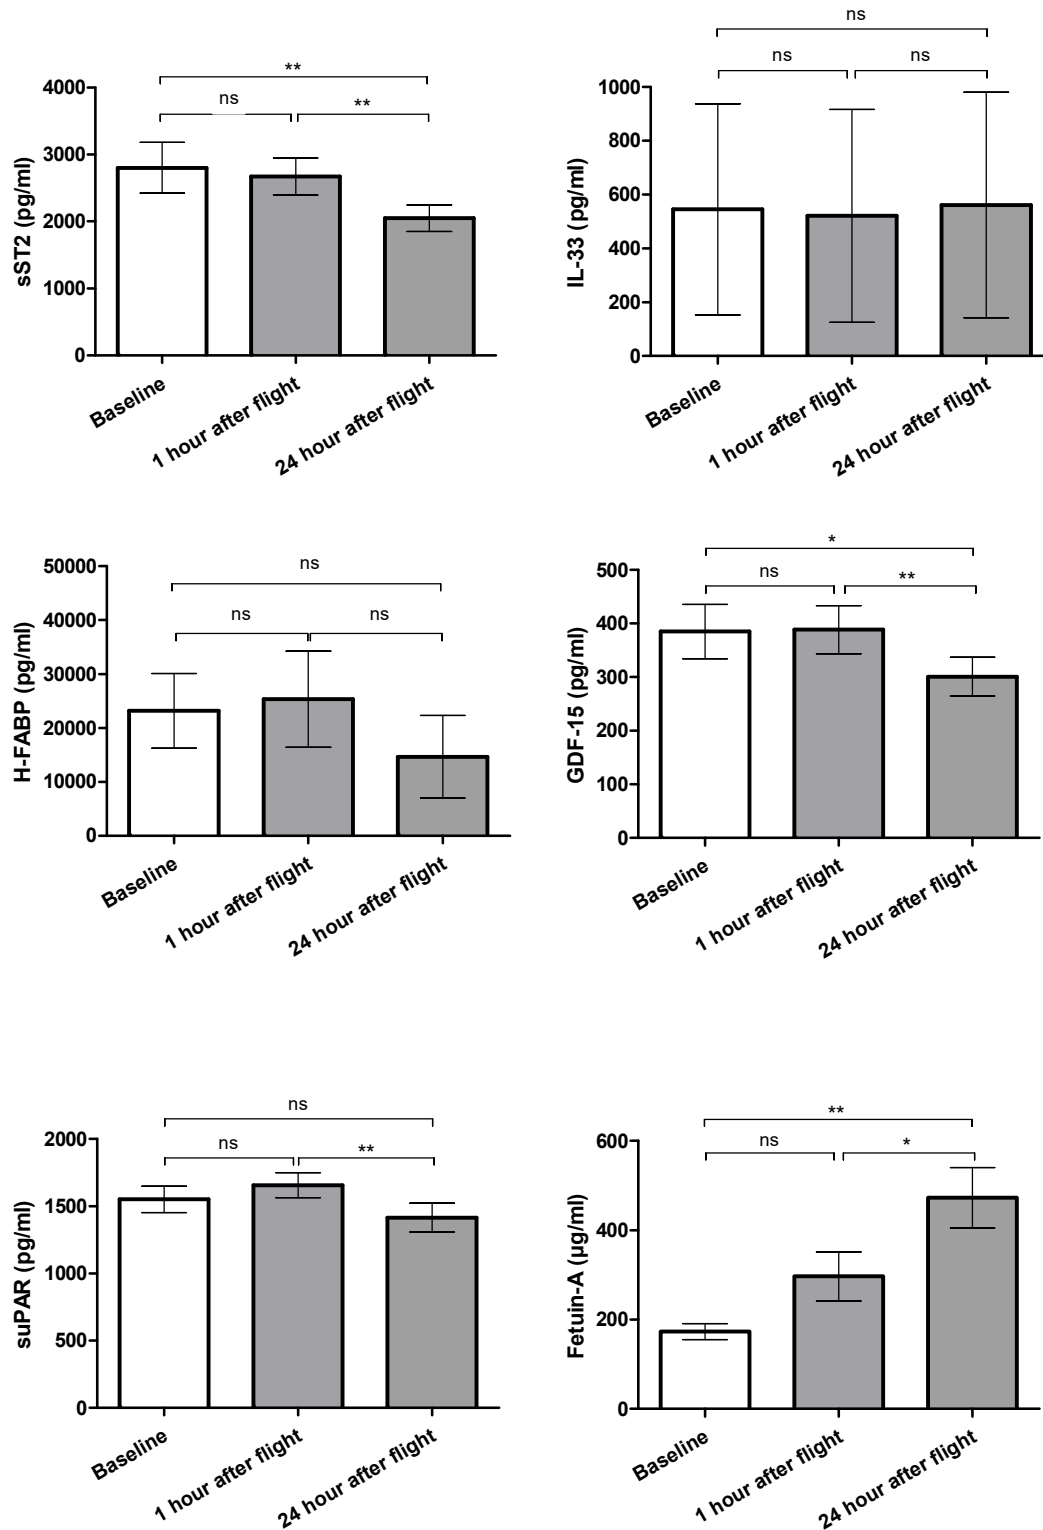 **
ns
**
4000
3000
2000
1000
0
sST2 (pg/ml)
Baseline
1 hour after flight
24 hour after flight
ns
ns
ns
1000
800
600
400
200
0
IL-33 (pg/ml)
Baseline
1 hour after flight
24 hour after flight
ns
ns
ns
50000
40000
30000
20000
10000
0
H-FABP (pg/ml)
Baseline
1 hour after flight
24 hour after flight
*
ns
**
500
400
300
200
100
0
GDF-15 (pg/ml)
Baseline
1 hour after flight
24 hour after flight
ns
ns
**
2000
1500
1000
500
0
suPAR (pg/ml)
Baseline
1 hour after flight
24 hour after flight
**
ns
*
600
400
200
0
Fetuin-A (µg/ml)
Baseline
1 hour after flight
24 hour after flight